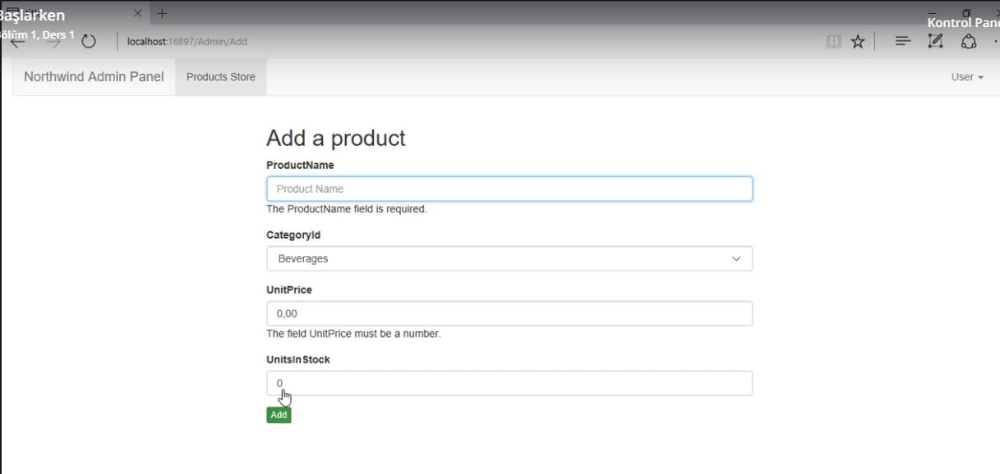 Başlarken
Bölüm 1, Ders 1
Kontrol Pane
localhost:16897/Admin/Add
Northwind Admin Panel
Products Store
User
Add a product
ProductName
Product Name
The ProductName field is required.
CategoryId
Beverages
UnitPrice
0,00
The field UnitPrice must be a number.
UnitsInStock
0
Add